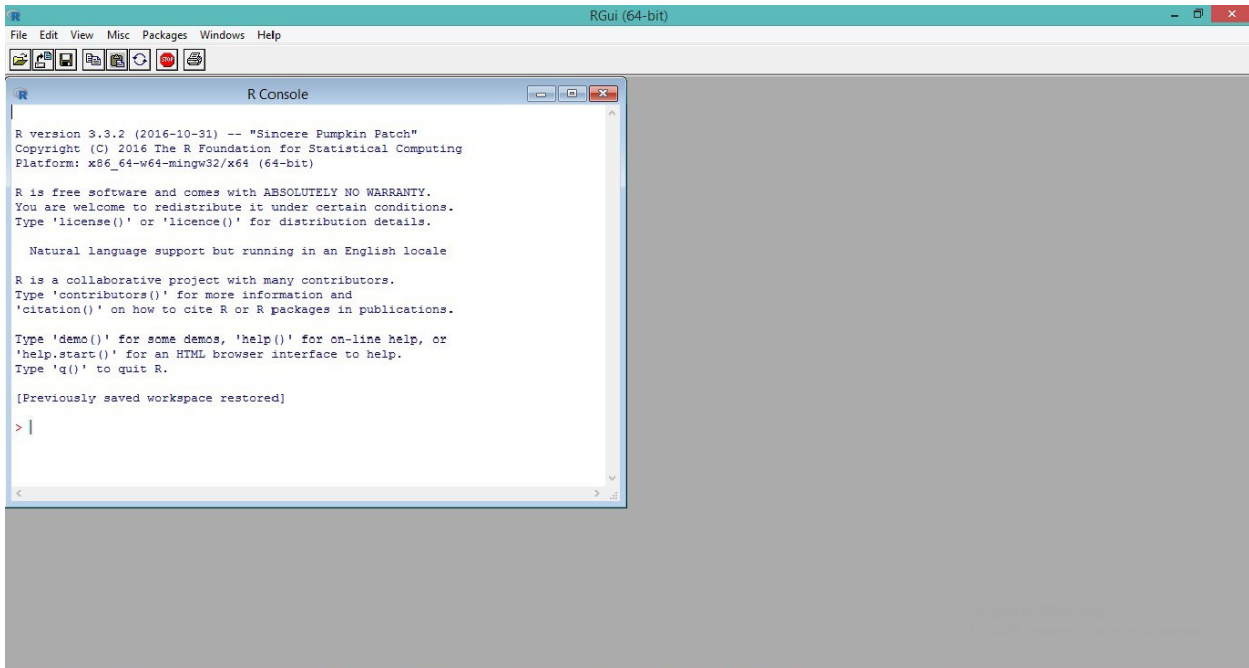 RGui (64-bit)
File Edit View Misc Packages Windows Help
STOP
R Console
R version 3.3.2 (2016-10-31) -- "Sincere Pumpkin Patch"
Copyright (C) 2016 The R Foundation for Statistical Computing
Platform: x86_64-w64-mingw32/x64 (64-bit)
R is free software and comes with ABSOLUTELY NO WARRANTY.
You are welcome to redistribute it under certain conditions.
Type 'license()' or 'licence()' for distribution details.
Natural language support but running in an English locale
R is a collaborative project with many contributors.
Type 'contributors()' for more information and
'citation()' on how to cite R or R packages in publications.
Type 'demo()' for some demos, 'help()' for on-line help, or
'help.start()' for an HTML browser interface to help.
Type 'q()' to quit R.
[Previously saved workspace restored]
>